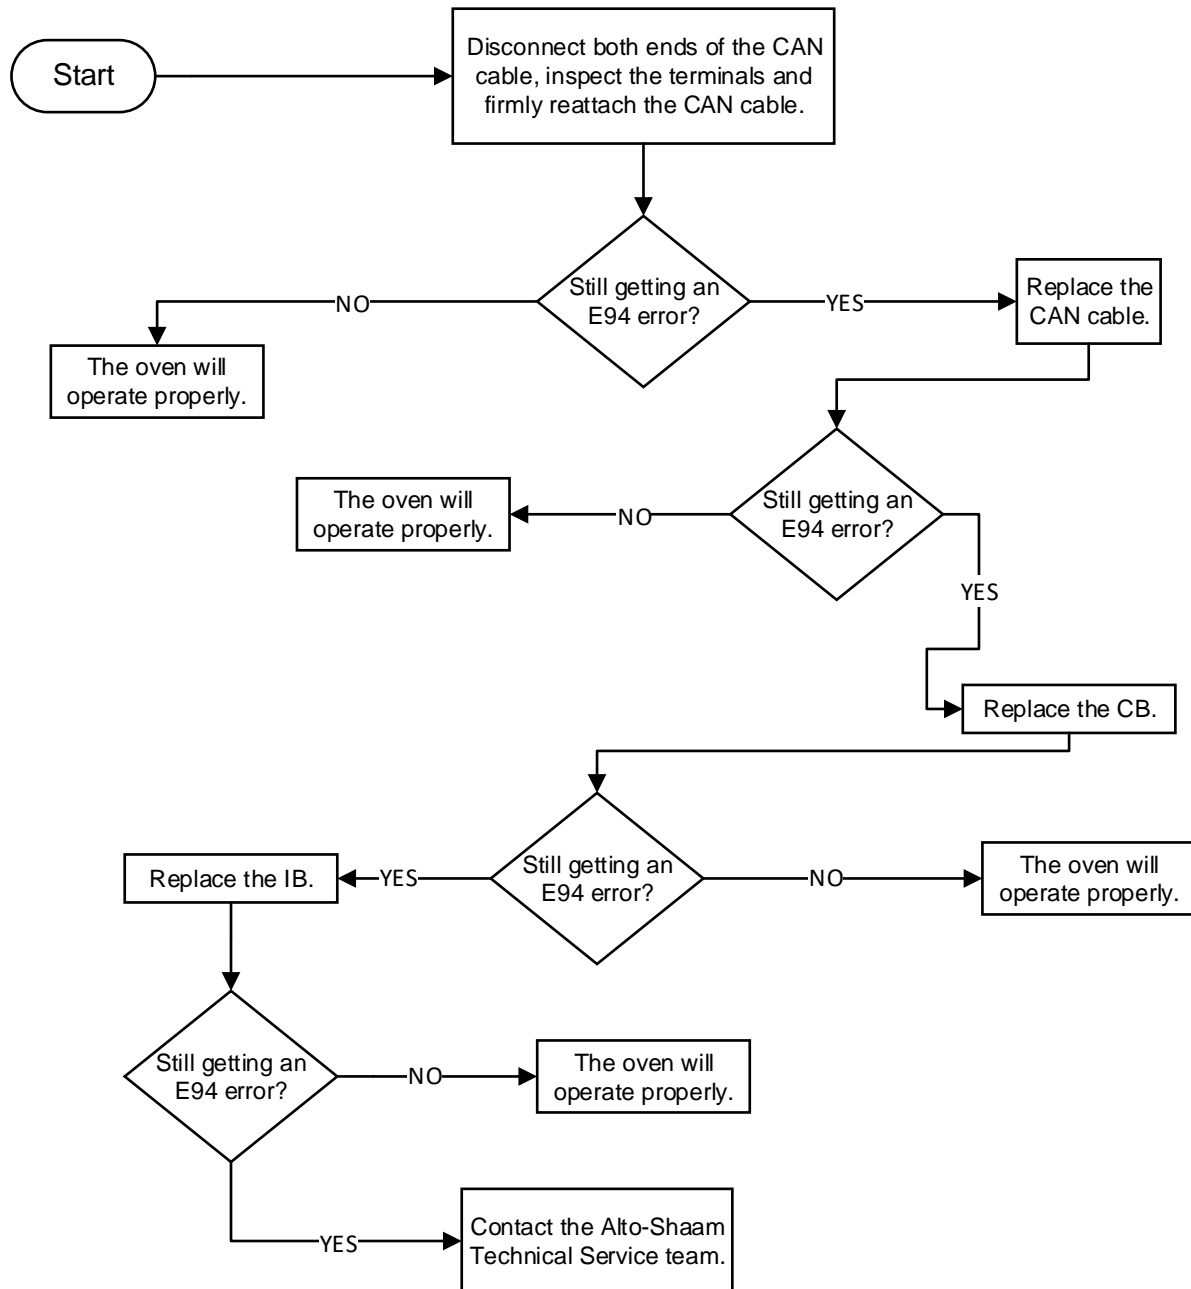 Start
Disconnect both ends of the CAN
cable, inspect the terminals and
firmly reattach the CAN cable.
Still getting an
E94 error?
NO
YES
Replace the
CAN cable.
The oven will
operate properly.
Still getting an
E94 error?
NO
The oven will
operate properly.
YES
Replace the CB.
Still getting an
E94 error?
YES
Replace the IB.
NO
The oven will
operate properly.
Still getting an
E94 error?
NO
The oven will
operate properly.
YES
Contact the Alto-Shaam
Technical Service team.